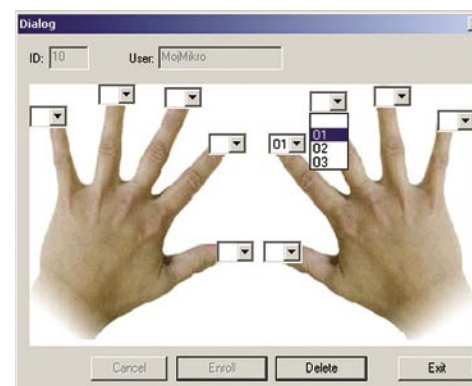 Dialog
ID: 10 User: MojMikro
01
01
02
03
Cancel Enroll Delete Exit